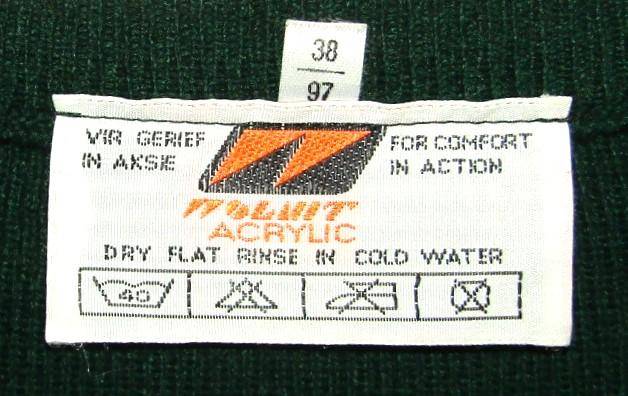 38
97
VIR GERIEF
IN AKSIE
FOR COMFORT
IN ACTION
ACRYLIC
DRY FLAT RINSE IN COLD WATER
40